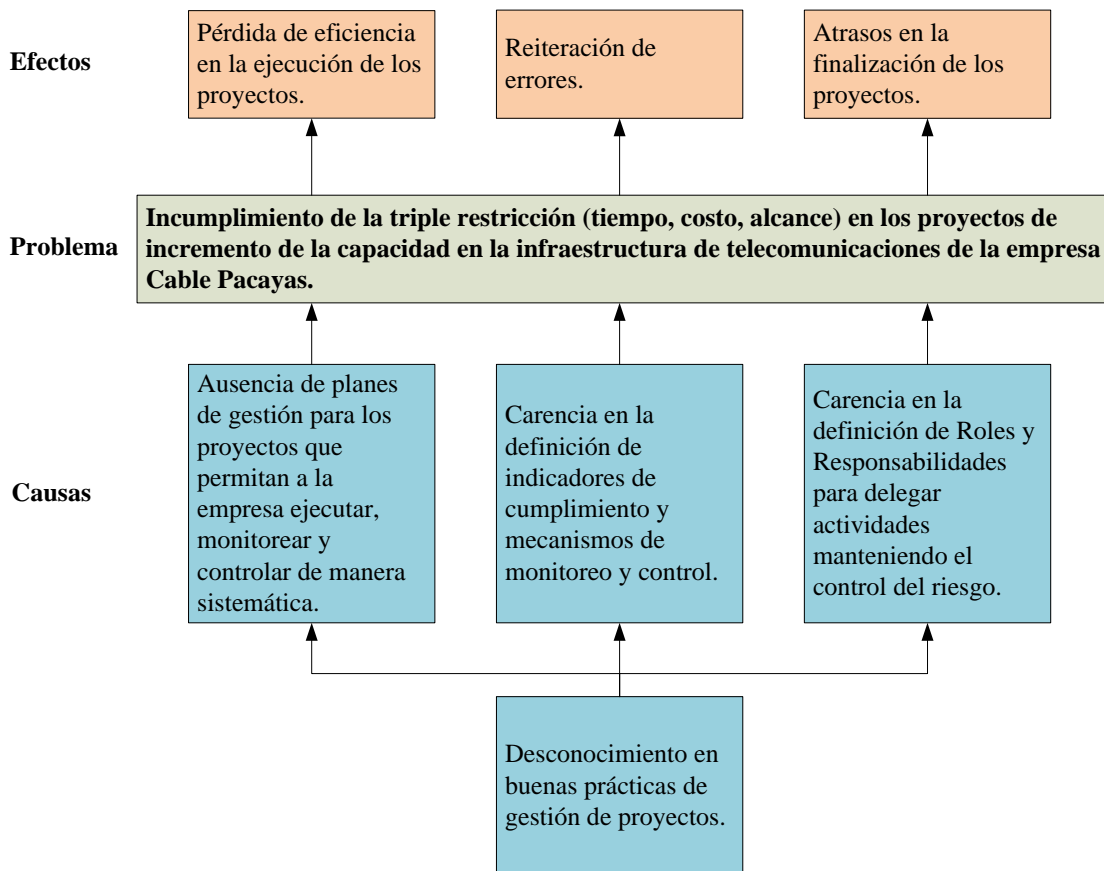 Efectos
Pérdida de eficiencia
en la ejecución de los
proyectos.
Reiteración de
errores.
Atrasos en la
finalización de los
proyectos.
Problema
Incumplimiento de la triple restricción (tiempo, costo, alcance) en los proyectos de
incremento de la capacidad en la infraestructura de telecomunicaciones de la empresa
Cable Pacayas.
Causas
Ausencia de planes
de gestión para los
proyectos que
permitan a la
empresa ejecutar,
monitorear y
controlar de manera
sistemática.
Carencia en la
definición de
indicadores de
cumplimiento y
mecanismos de
monitoreo y control.
Carencia en la
definición de Roles y
Responsabilidades
para delegar
actividades
manteniendo el
control del riesgo.
Desconocimiento en
buenas prácticas de
gestión de proyectos.